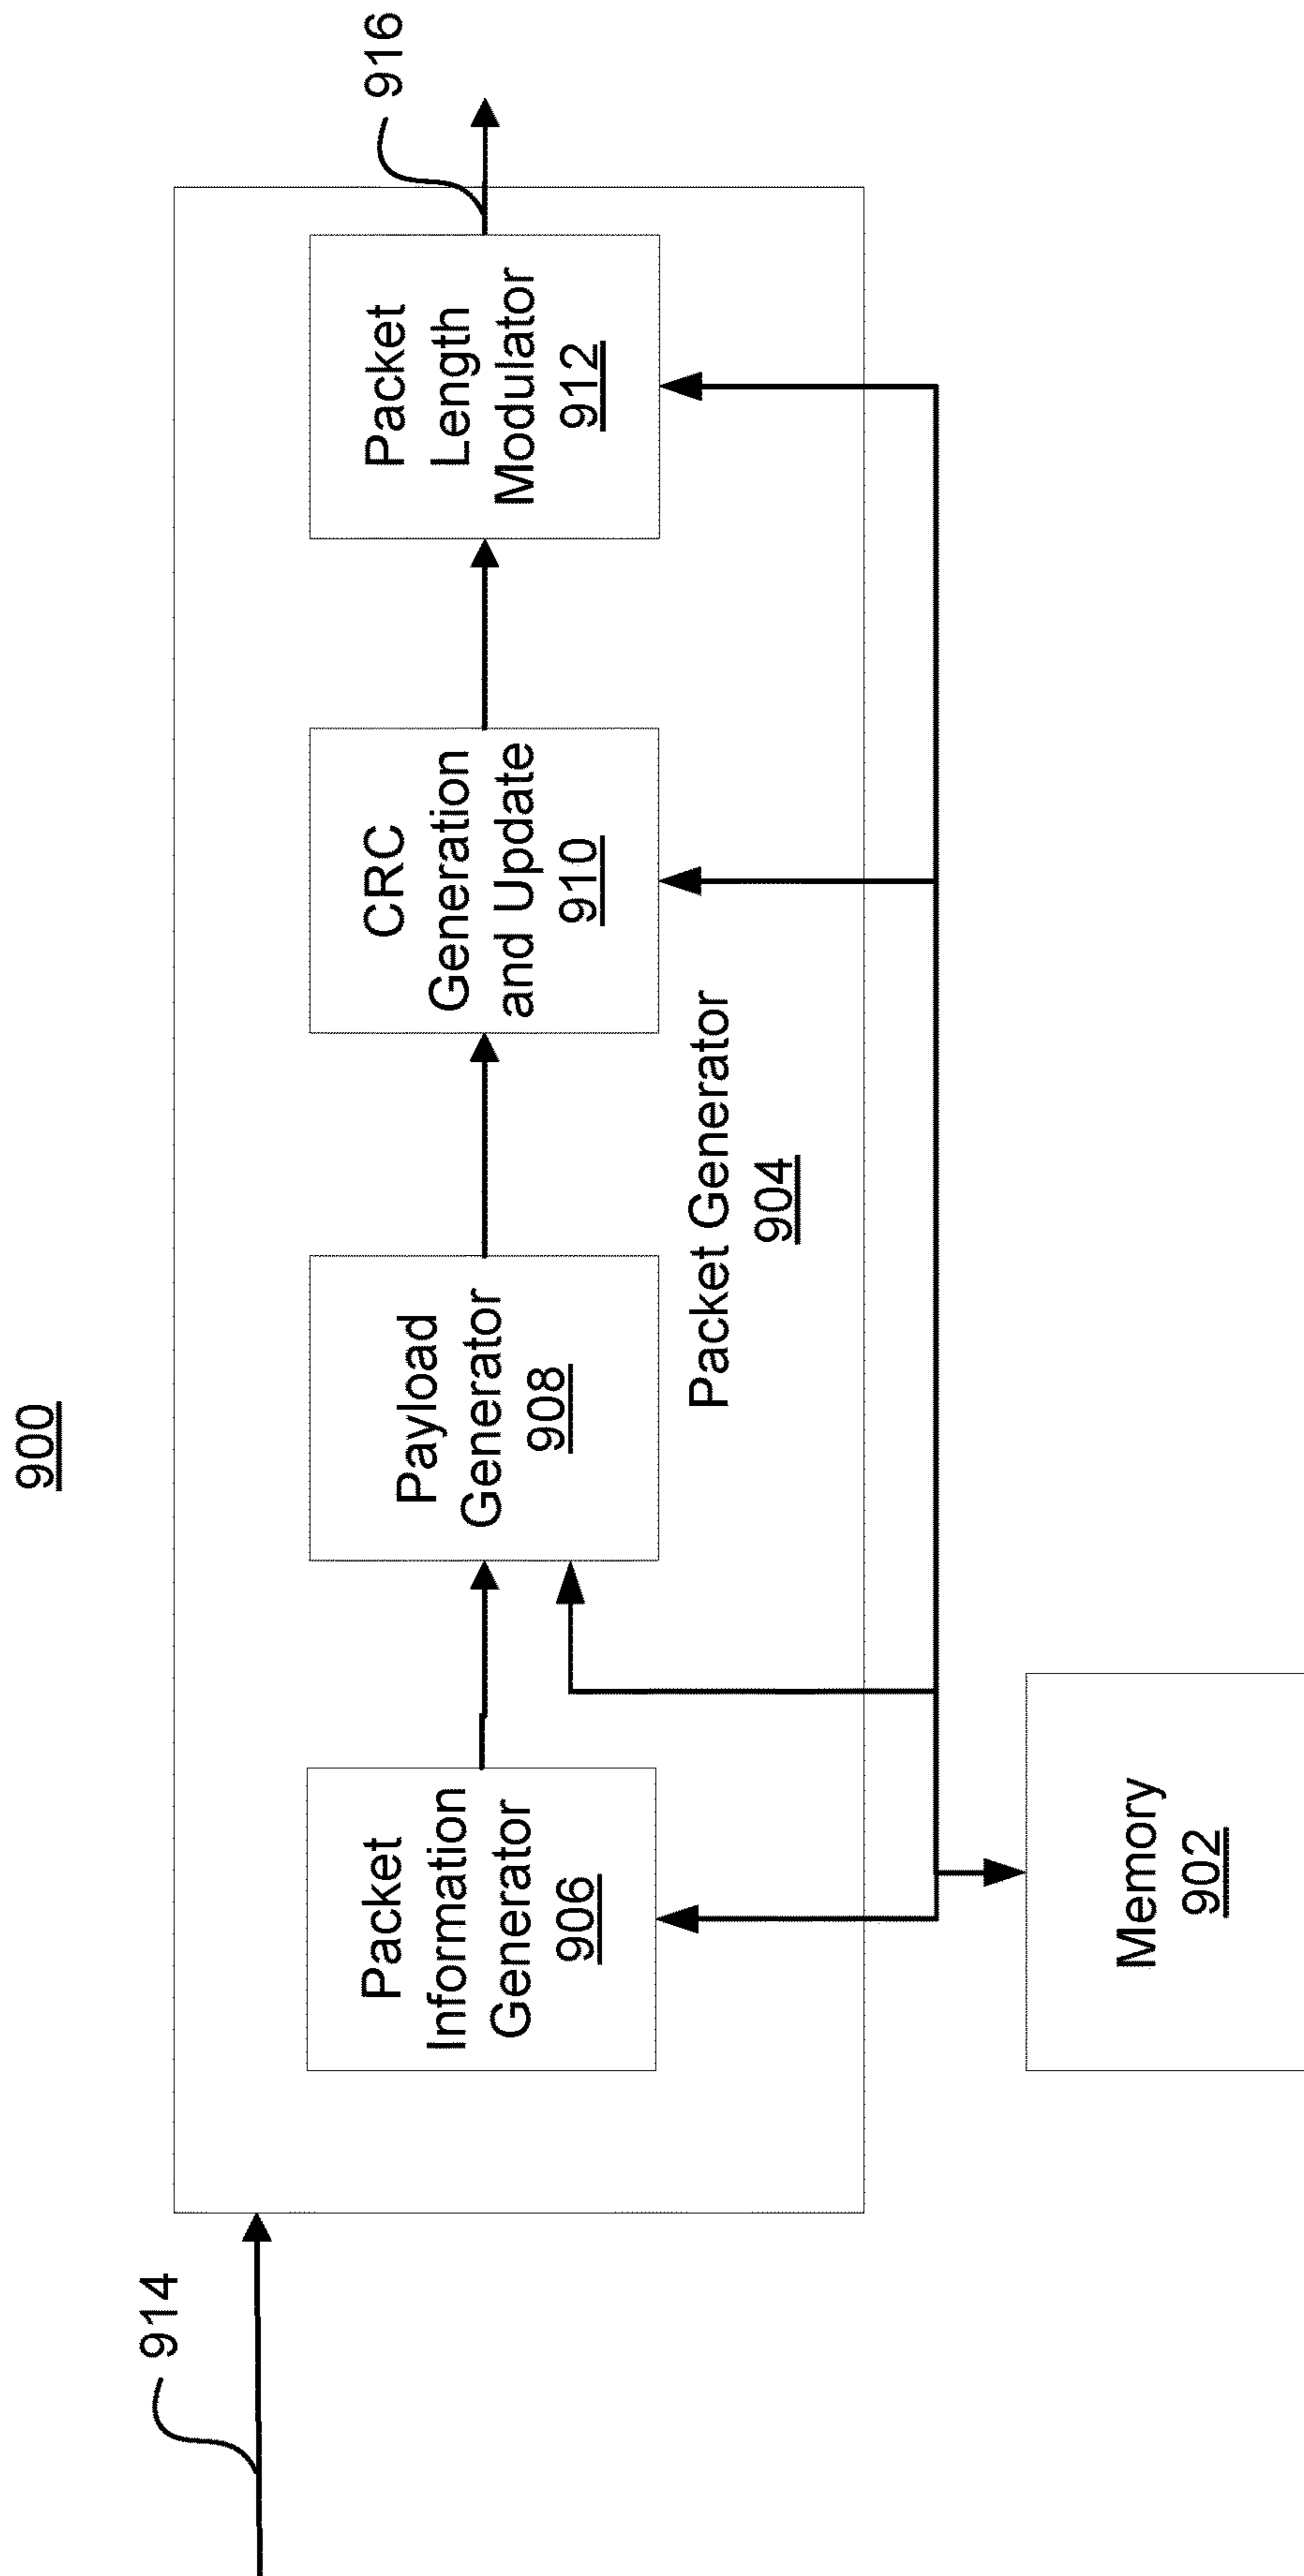 900
914
916
Packet
Information
Generator
906
Payload
Generator
908
CRC
Generation
and Update
910
Packet
Length
Modulator
912
Packet Generator
904
Memory
902